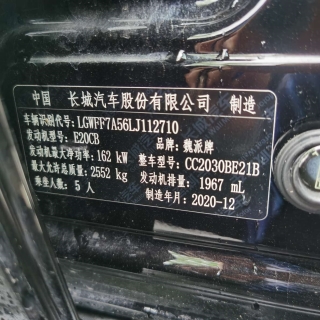 中国 长城汽车股份有限公司 制造
车辆识别代号:LGWFF7A56LJ112710
发动机型号:E20CB 品牌:魏派牌
发动机最大净功率:162 kW 整车型号:CC2030BE21B
最大允许总质量:2552 kg 发动机排量:1967 mL
乘坐人数:5 人 制造年月:2020-12